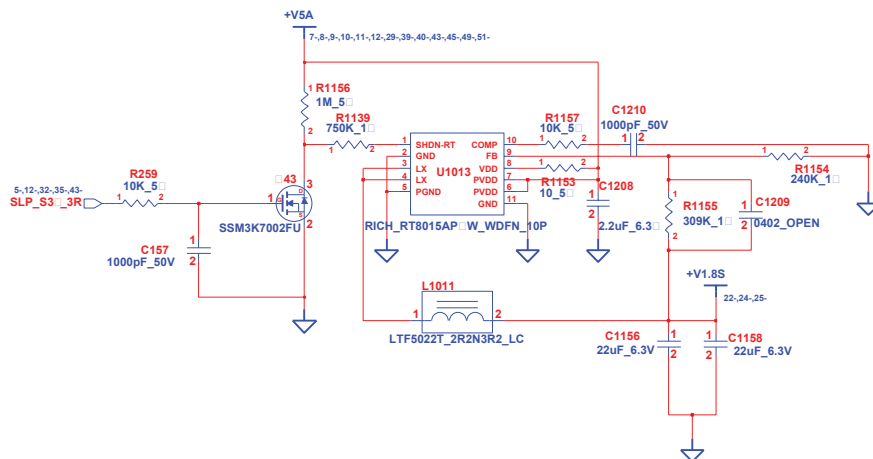 +V5A
7-,8-,9-,10-,11-,12-,29-,39-,40-,43-,45-,49-,51-
1
R1156
1M_5□
2
R1139
750K_1□
1
2
1
SHDN-RT
2
GND
3
LX
4
LX
5
PGND
U1013
COMP
10
FB
9
VDD
8
PVDD
7
PVDD
6
GND
11
RICH_RT8015AP□W_WDFN_10P
R1157
10K_5□
1
2
C1210
1000pF_50V
1
2
1
2
R1153
10_5□
C1208
1
2
2.2uF_6.3□
1
2
R1154
240K_1□
1
R1155
309K_1□
2
C1209
1
2
0402_OPEN
5-,12-,32-,35-,43-
SLP_S3□_3R
R259
10K_5□
1
2
□43
3
D
1
G
S
2
SSM3K7002FU
C157
1
2
1000pF_50V
L1011
1
2
LTF5022T_2R2N3R2_LC
+V1.8S
22-,24-,25-
C1156
1
2
22uF_6.3V
C1158
1
2
22uF_6.3V